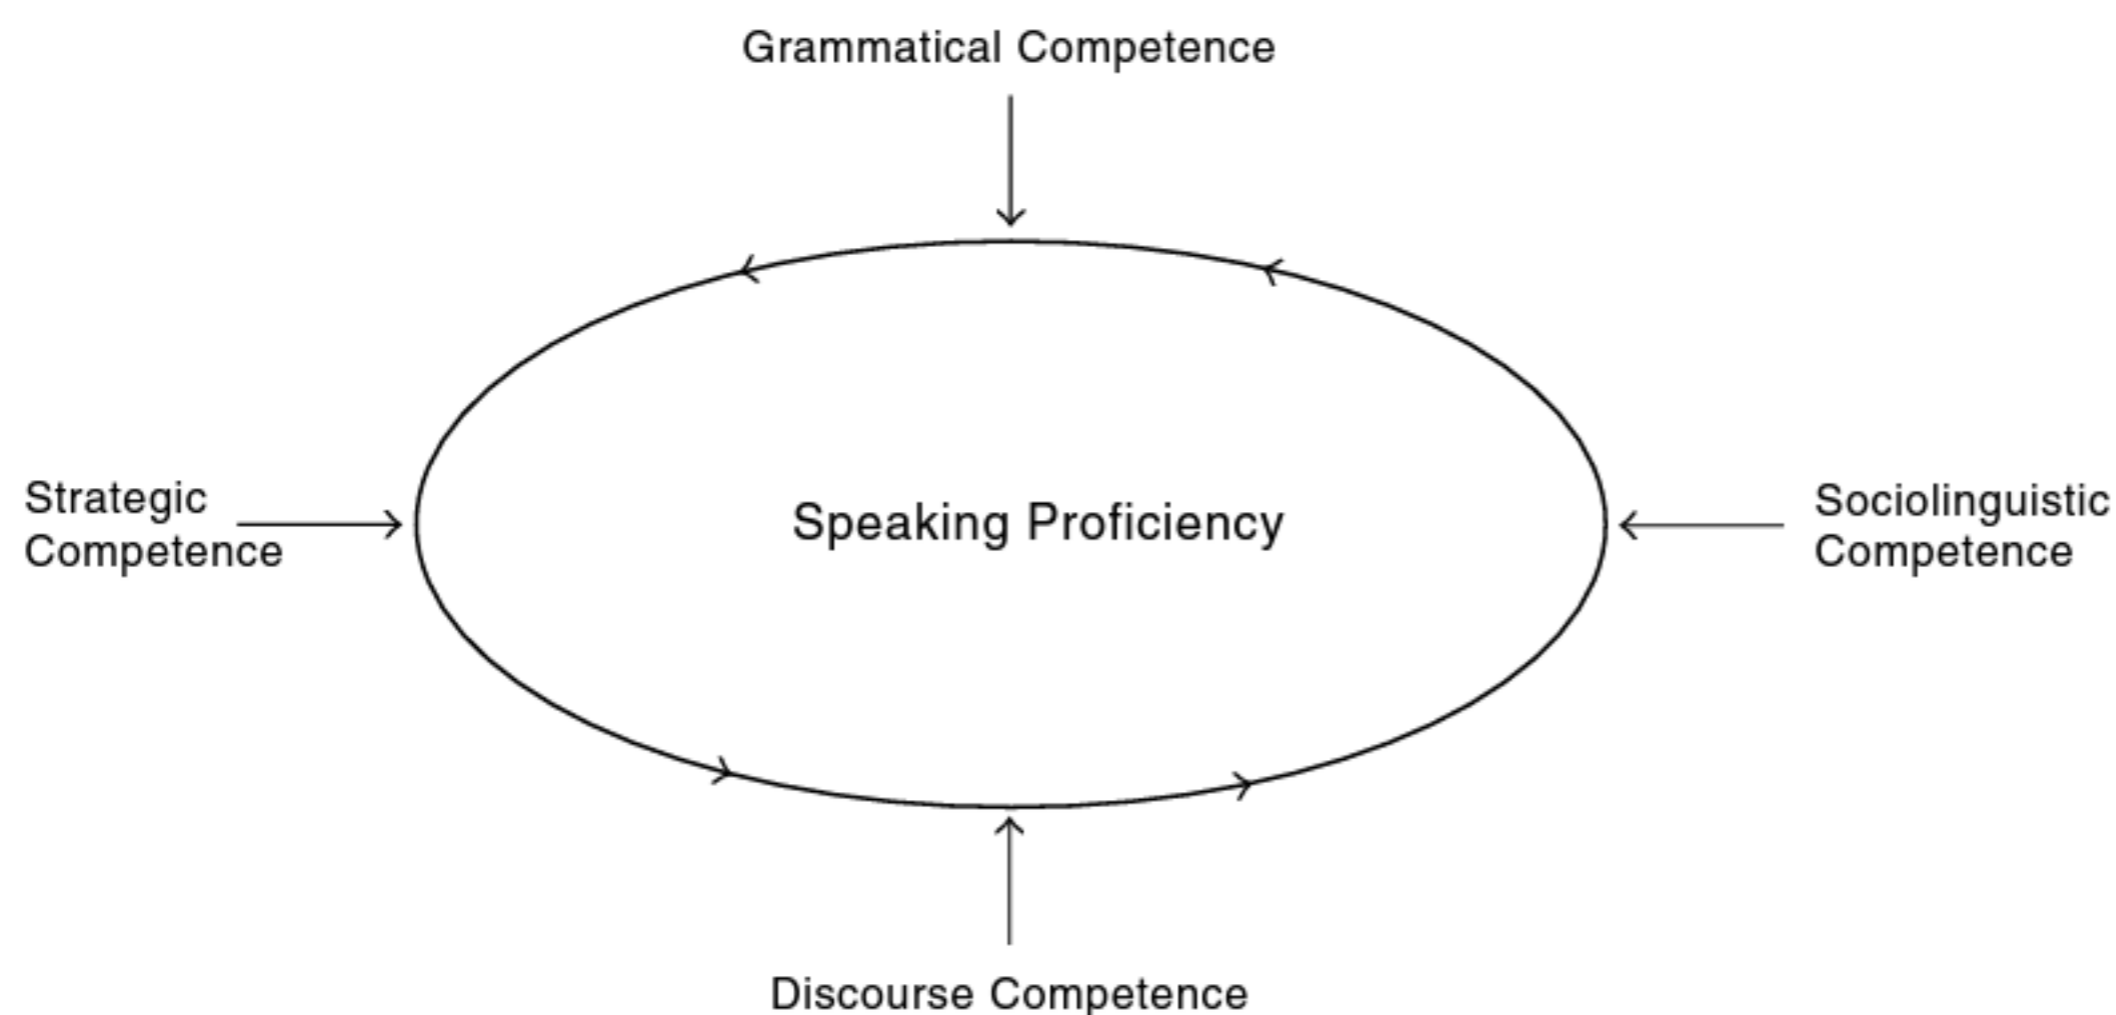 Grammatical Competence
Strategic
Competence
Speaking Proficiency
Sociolinguistic
Competence
Discourse Competence